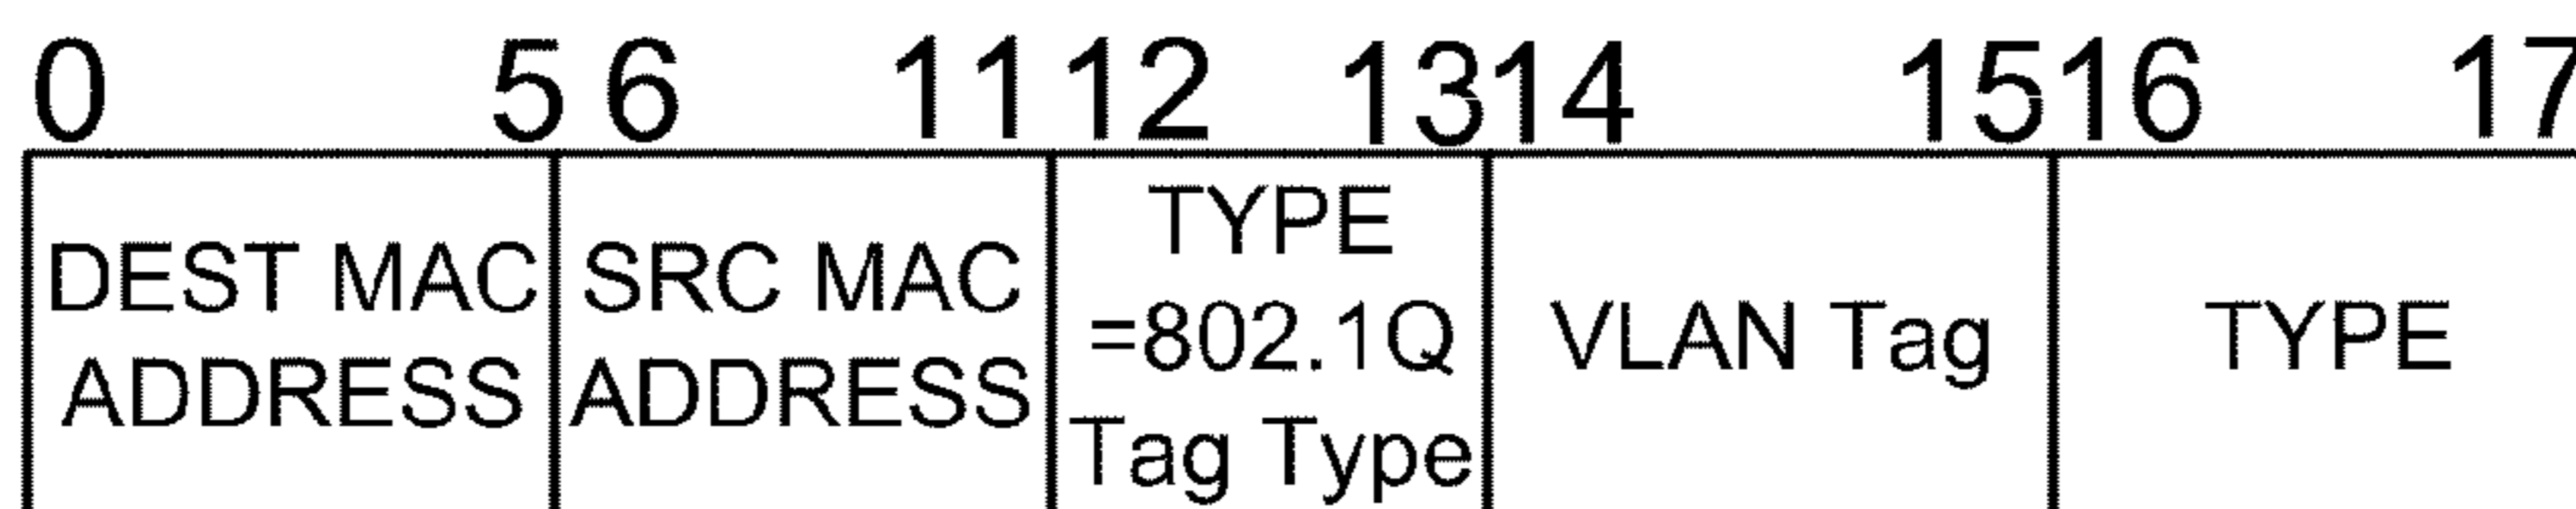 0 5 6 11 12 13 14 15 16 17
DEST MAC
ADDRESS
SRC MAC
ADDRESS
TYPE
=802.1Q
Tag Type
VLAN Tag
TYPE